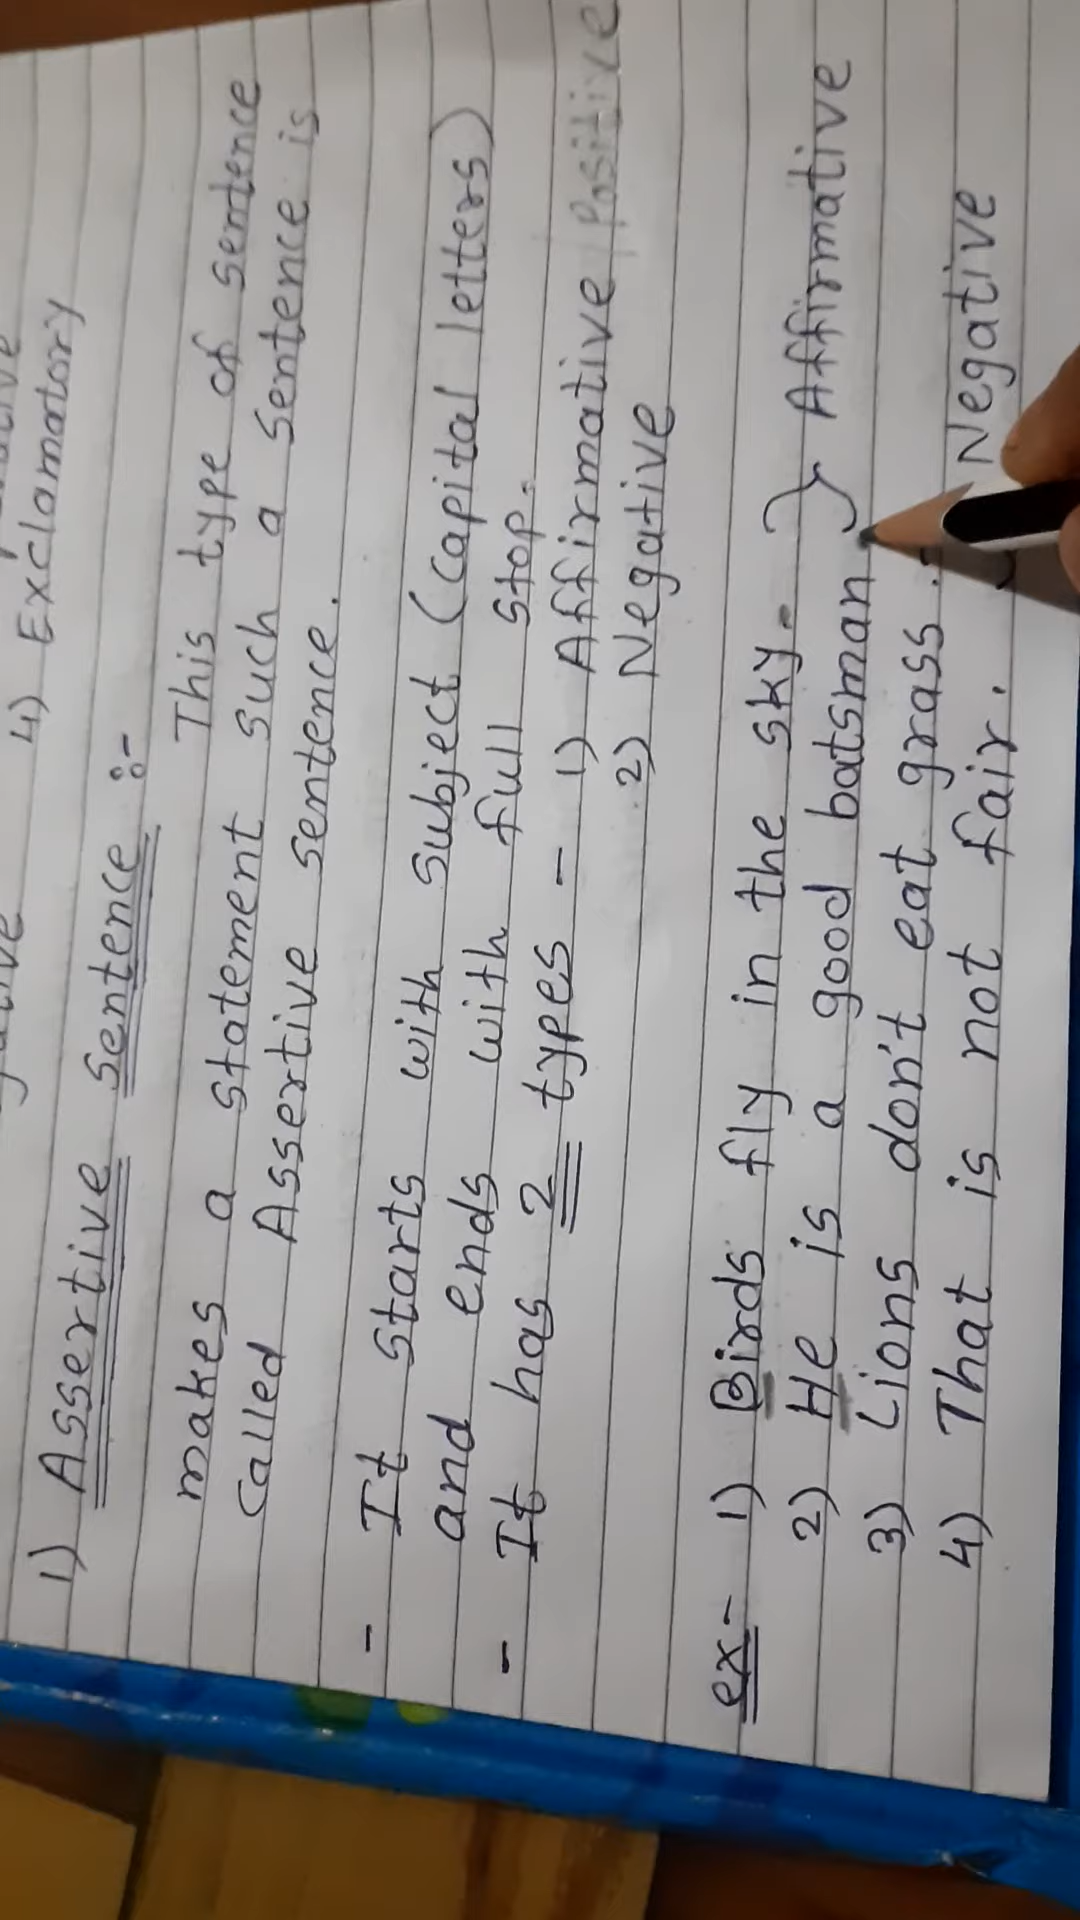 4) Exclamatory
1) Assertive Sentence :-
This type of sentence
makes a statement such a sentence is
called Assertive sentence.
- It starts with subject (capital letters)
and ends with full stop.
- It has 2 types - 1) Affirmative / Positive
2) Negative
ex- 1) Birds fly in the sky. } Affirmative
2) He is a good batsman
3) Lions don't eat grass. Negative
4) That is not fair.